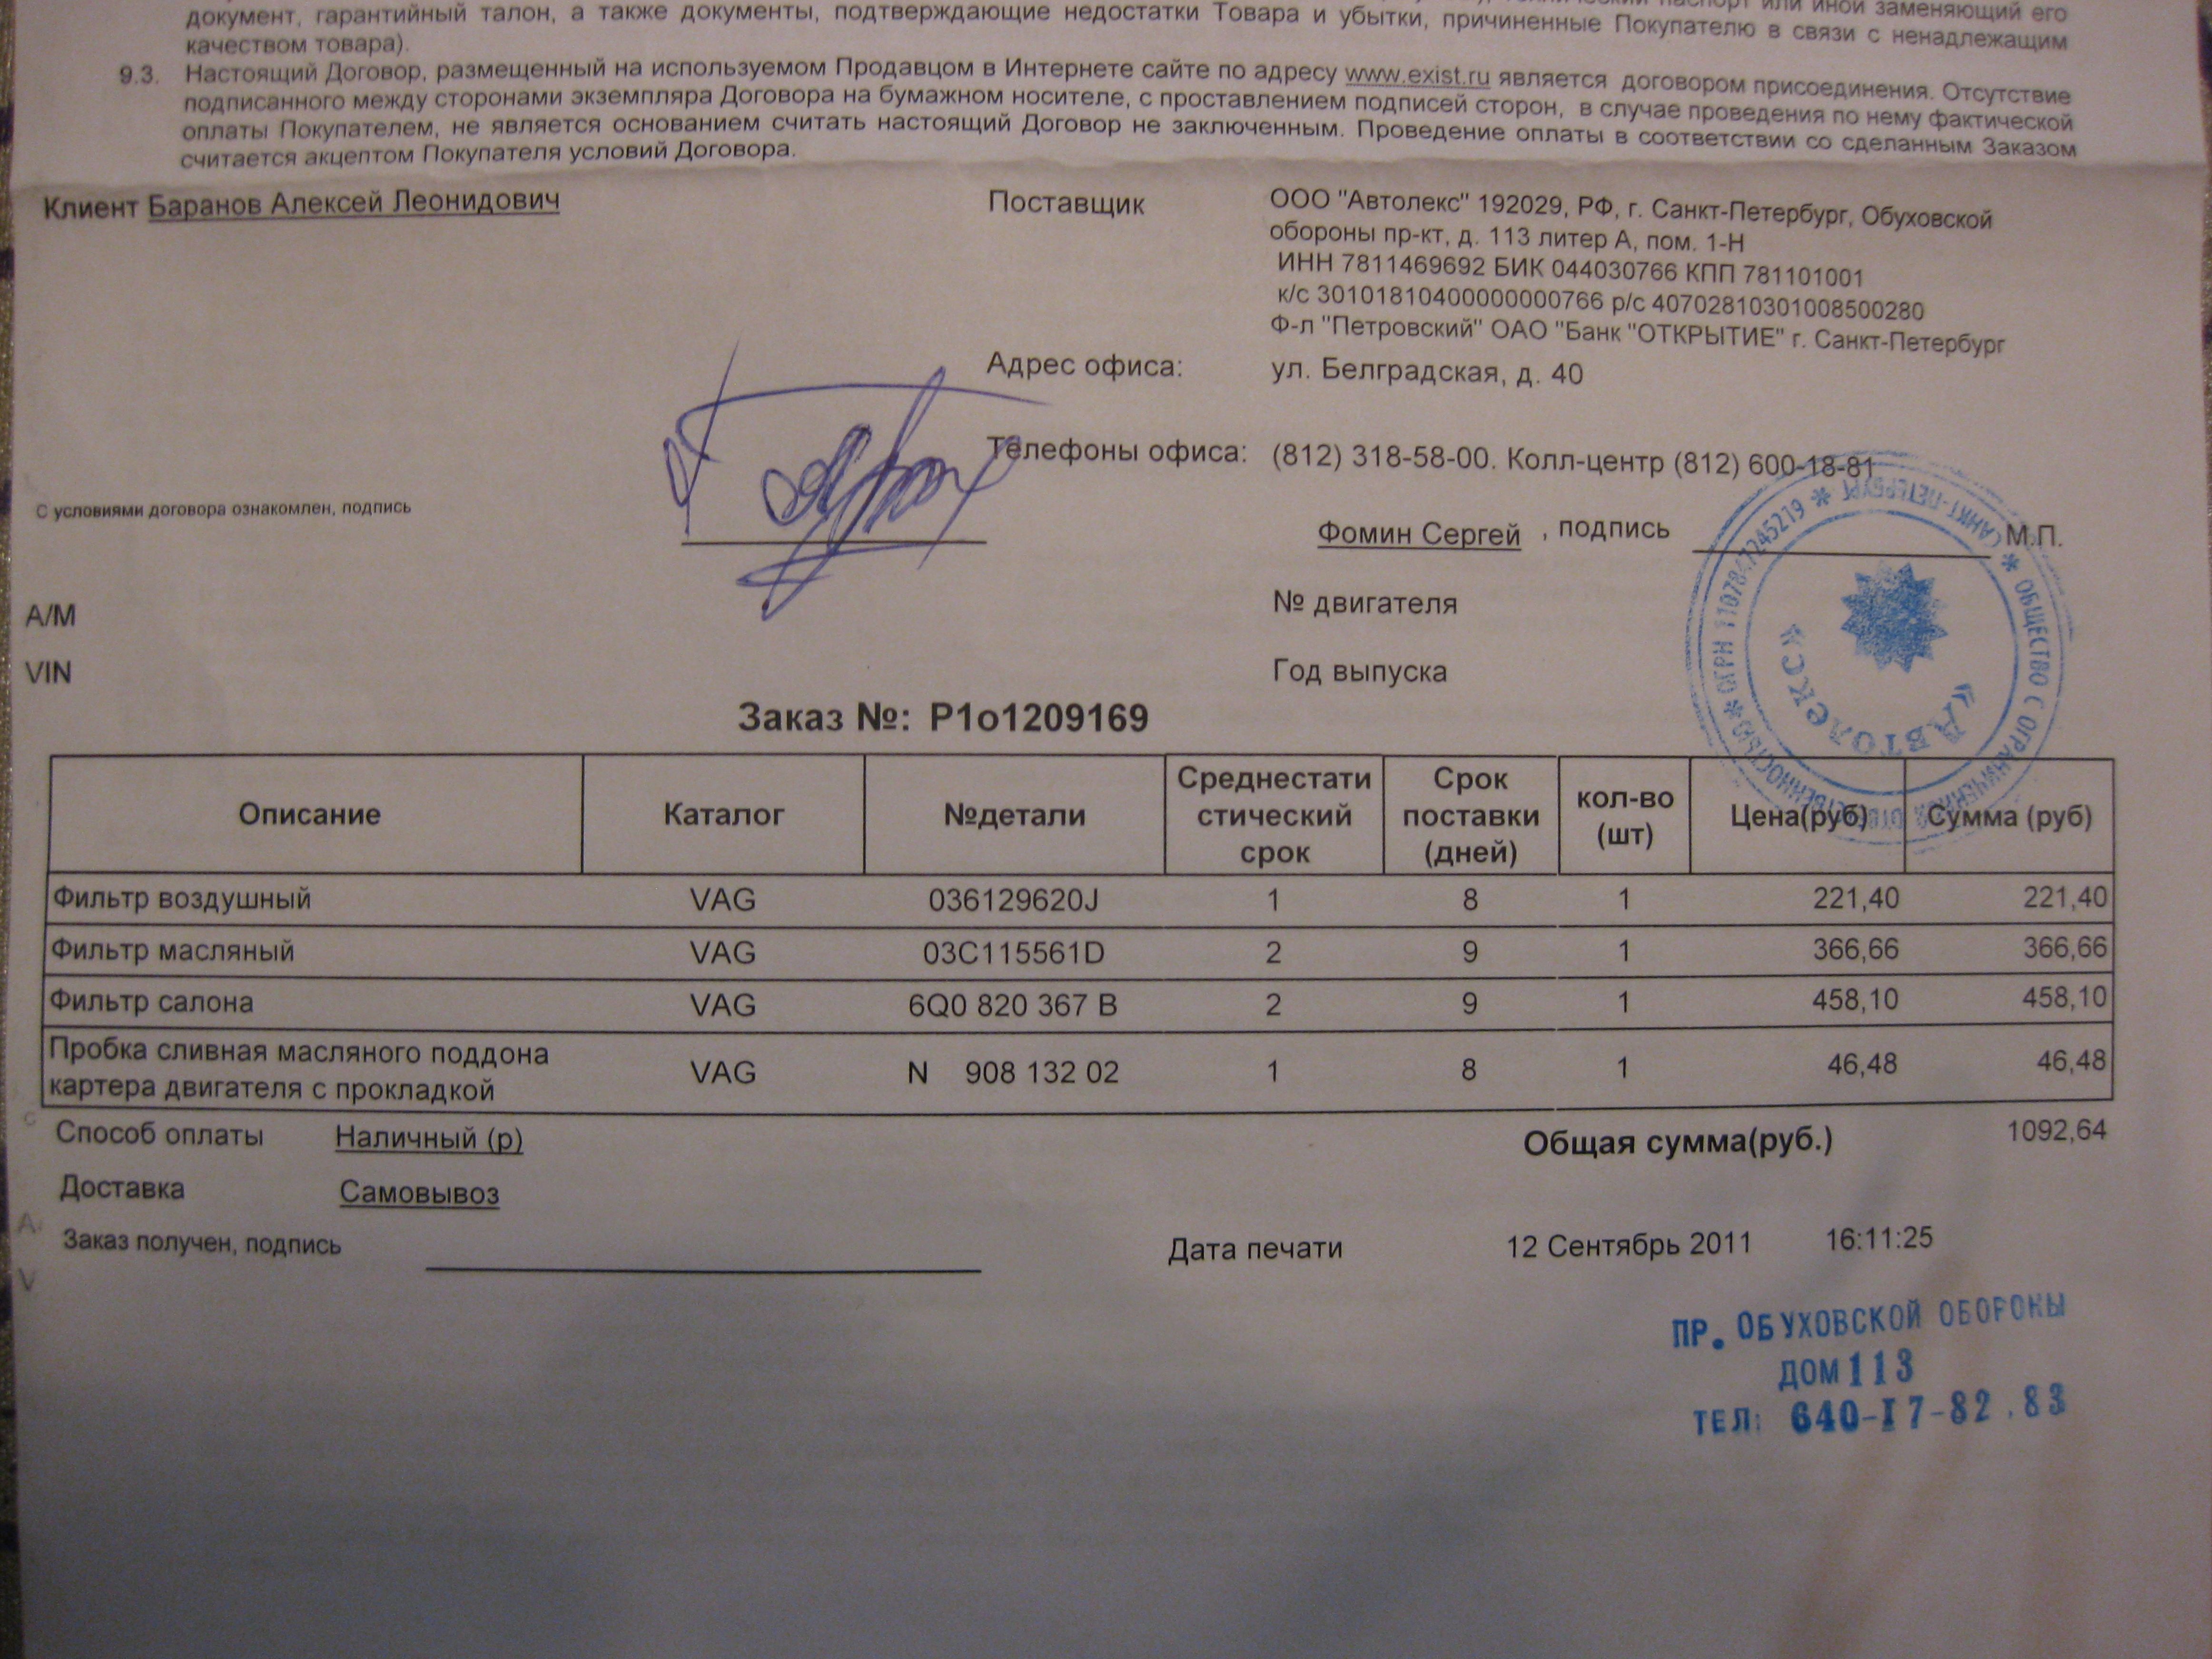 документ, гарантийный талон, а также документы, подтверждающие недостатки Товара и убытки, причиненные Покупателю в связи с ненадлежащим
качеством товара).
9.3. Настоящий Договор, размещенный на используемом Продавцом в Интернете сайте по адресу www.exist.ru является договором присоединения. Отсутствие
подписанного между сторонами экземпляра Договора на бумажном носителе, с проставлением подписей сторон, в случае проведения по нему фактической
оплаты Покупателем, не является основанием считать настоящий Договор не заключенным. Проведение оплаты в соответствии со сделанным Заказом
считается акцептом Покупателя условий Договора.
Клиент Баранов Алексей Леонидович
Поставщик
ООО "Автолекс" 192029, РФ, г. Санкт-Петербург, Обуховской
обороны пр-кт, д. 113 литер А, пом. 1-Н
ИНН 7811469692 БИК 044030766 КПП 781101001
к/с 30101810400000000766 р/с 40702810301008500280
Ф-л "Петровский" ОАО "Банк "ОТКРЫТИЕ" г. Санкт-Петербург
Адрес офиса: ул. Белградская, д. 40
Телефоны офиса: (812) 318-58-00. Колл-центр (812) 600-18-81
С условиями договора ознакомлен, подпись
Фомин Сергей , подпись М.П.
САНКТ-ПЕТЕРБУРГ * ОБЩЕСТВО С ОГРАНИЧЕННОЙ ОТВЕТСТВЕННОСТЬЮ * ОГРН 1107847245219 *
«Автолекс»
А/М № двигателя
VIN Год выпуска
Заказ №: P1o1209169
Описание Каталог №детали Среднестати стический срок Срок поставки (дней) кол-во (шт) Цена(руб) Сумма (руб)
Фильтр воздушный VAG 036129620J 1 8 1 221,40 221,40
Фильтр масляный VAG 03C115561D 2 9 1 366,66 366,66
Фильтр салона VAG 6Q0 820 367 B 2 9 1 458,10 458,10
Пробка сливная масляного поддона
картера двигателя с прокладкой VAG N 908 132 02 1 8 1 46,48 46,48
Способ оплаты Наличный (р) Общая сумма(руб.) 1092,64
Доставка Самовывоз
Заказ получен, подпись Дата печати 12 Сентябрь 2011 16:11:25
ПР. ОБУХОВСКОЙ ОБОРОНЫ
ДОМ 113
ТЕЛ: 640-I7-82.83